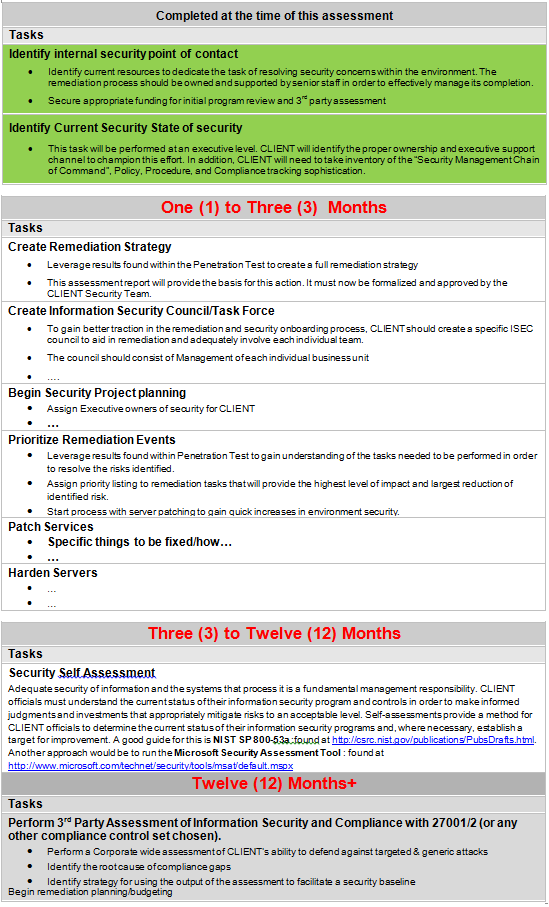 Completed at the time of this assessment
Tasks
Identify internal security point of contact
• Identify current resources to dedicate the task of resolving security concerns within the environment. The
remediation process should be owned and supported by senior staff in order to effectively manage its completion.
• Secure appropriate funding for initial program review and 3rd party assessment
Identify Current Security State of security
• This task will be performed at an executive level. CLIENT will identify the proper ownership and executive support
channel to champion this effort. In addition, CLIENT will need to take inventory of the "Security Management Chain
of Command", Policy, Procedure, and Compliance tracking sophistication.
One (1) to Three (3) Months
Tasks
Create Remediation Strategy
• Leverage results found within the Penetration Test to create a full remediation strategy
• This assessment report will provide the basis for this action. It must now be formalized and approved by the
CLIENT Security Team.
Create Information Security Council/Task Force
• To gain better traction in the remediation and security onboarding process, CLIENT should create a specific ISEC
council to aid in remediation and adequately involve each individual team.
• The council should consist of Management of each individual business unit
• ....
Begin Security Project planning
• Assign Executive owners of security for CLIENT
• ...
Prioritize Remediation Events
• Leverage results found within Penetration Test to gain understanding of the tasks needed to be performed in order
to resolve the risks identified.
• Assign priority listing to remediation tasks that will provide the highest level of impact and largest reduction of
identified risk.
• Start process with server patching to gain quick increases in environment security.
Patch Services
• Specific things to be fixed/how...
• ...
Harden Servers
• ...
• ...
Three (3) to Twelve (12) Months
Tasks
Security Self Assessment
Adequate security of information and the systems that process it is a fundamental management responsibility. CLIENT
officials must understand the current status of their information security program and controls in order to make informed
judgments and investments that appropriately mitigate risks to an acceptable level. Self-assessments provide a method for
CLIENT officials to determine the current status of their information security programs and, where necessary, establish a
target for improvement. A good guide for this is NIST SP 800-53a :found at http://csrc.nist.gov/publications/PubsDrafts.html.
Another approach would be to run the Microsoft Security Assessment Tool : found at
http://www.microsoft.com/technet/security/tools/msat/default.mspx
Twelve (12) Months+
Tasks
Perform 3rd Party Assessment of Information Security and Compliance with 27001/2 (or any
other compliance control set chosen).
• Perform a Corporate wide assessment of CLIENT's ability to defend against targeted & generic attacks
• Identify the root cause of compliance gaps
• Identify strategy for using the output of the assessment to facilitate a security baseline
Begin remediation planning/budgeting